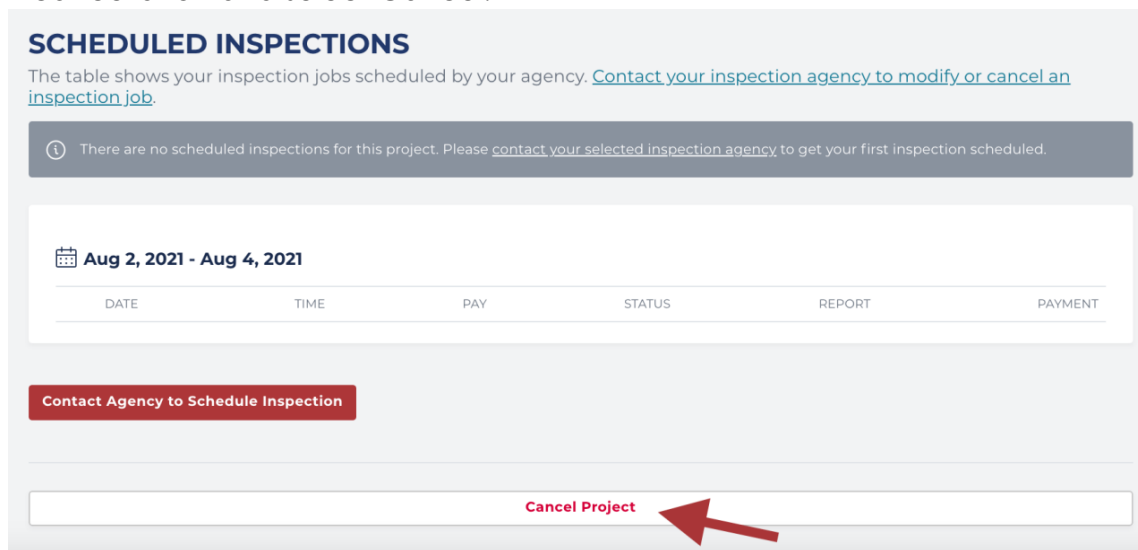 SCHEDULED INSPECTIONS
The table shows your inspection jobs scheduled by your agency. Contact your inspection agency to modify or cancel an
inspection job.
There are no scheduled inspections for this project. Please contact your selected inspection agency to get your first inspection scheduled.
Aug 2, 2021 - Aug 4, 2021
DATE TIME PAY STATUS REPORT PAYMENT
Contact Agency to Schedule Inspection
Cancel Project